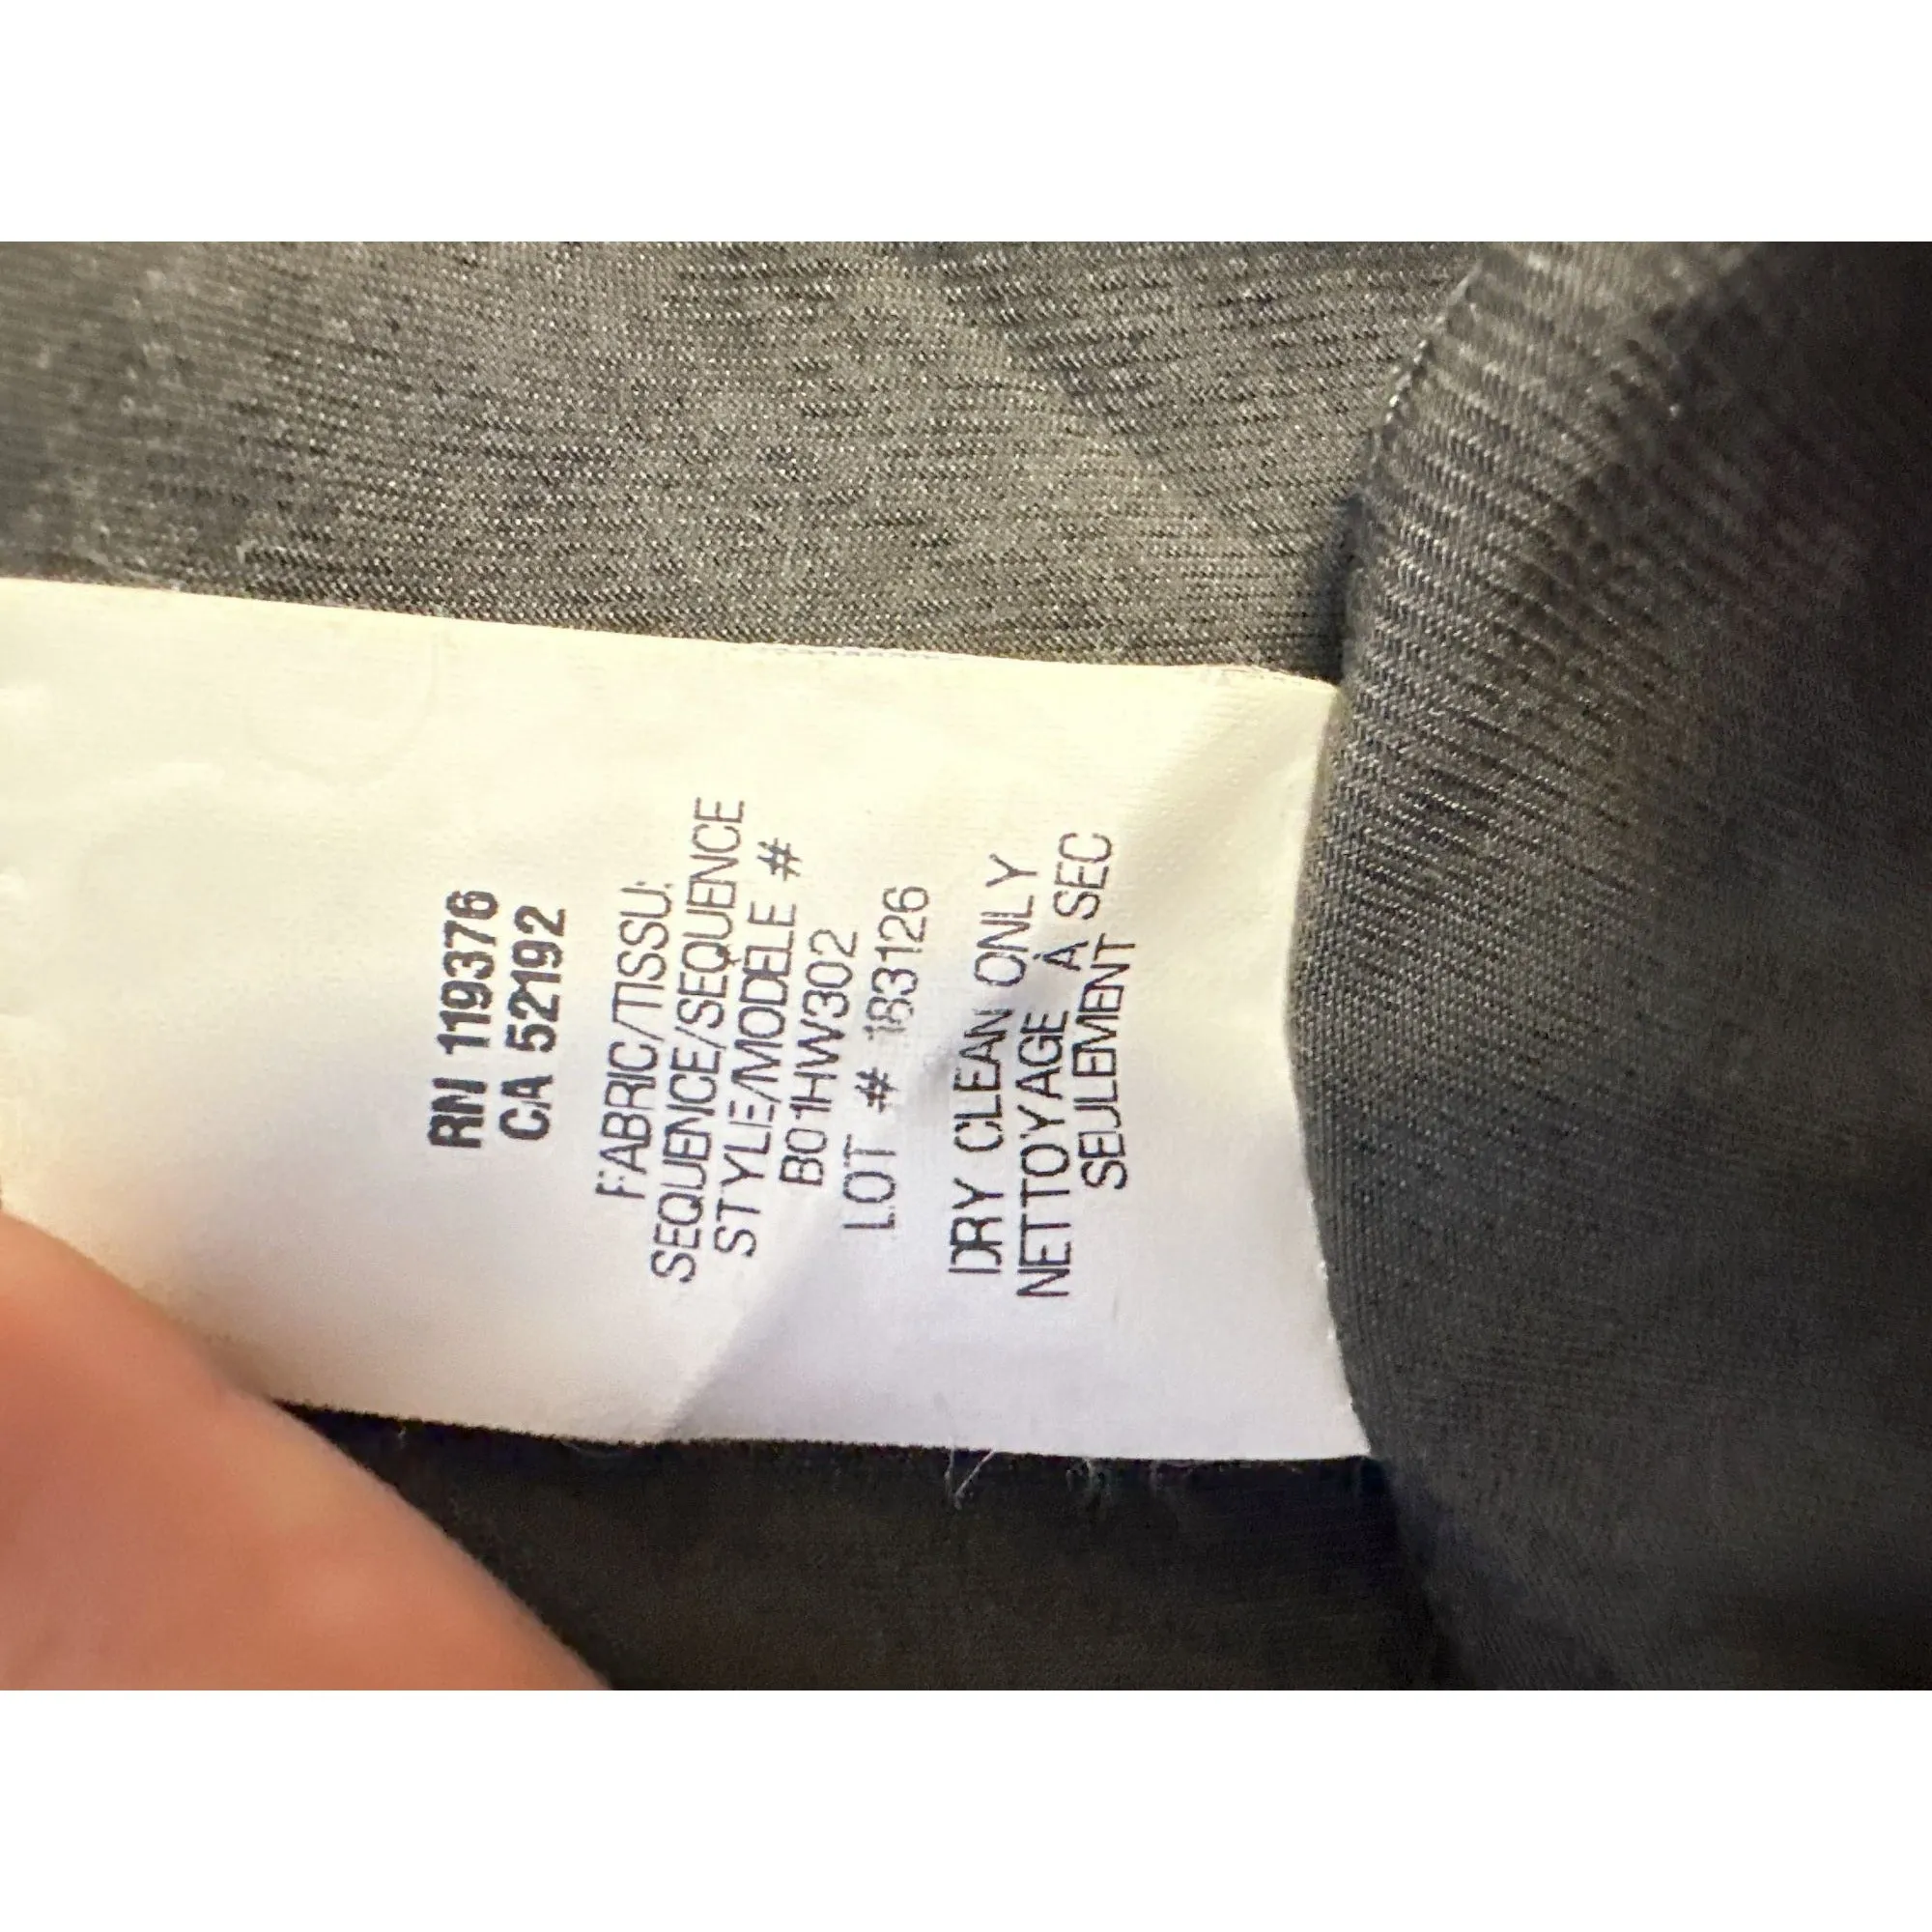 RN 119376
CA 52192
FABRIC/TISSU:
SEQUENCE/SEQUENCE
STYLE/MODELE #
B01HW302
LOT # 183126
DRY CLEAN ONLY
NETTOYAGE À SEC
SEULEMENT